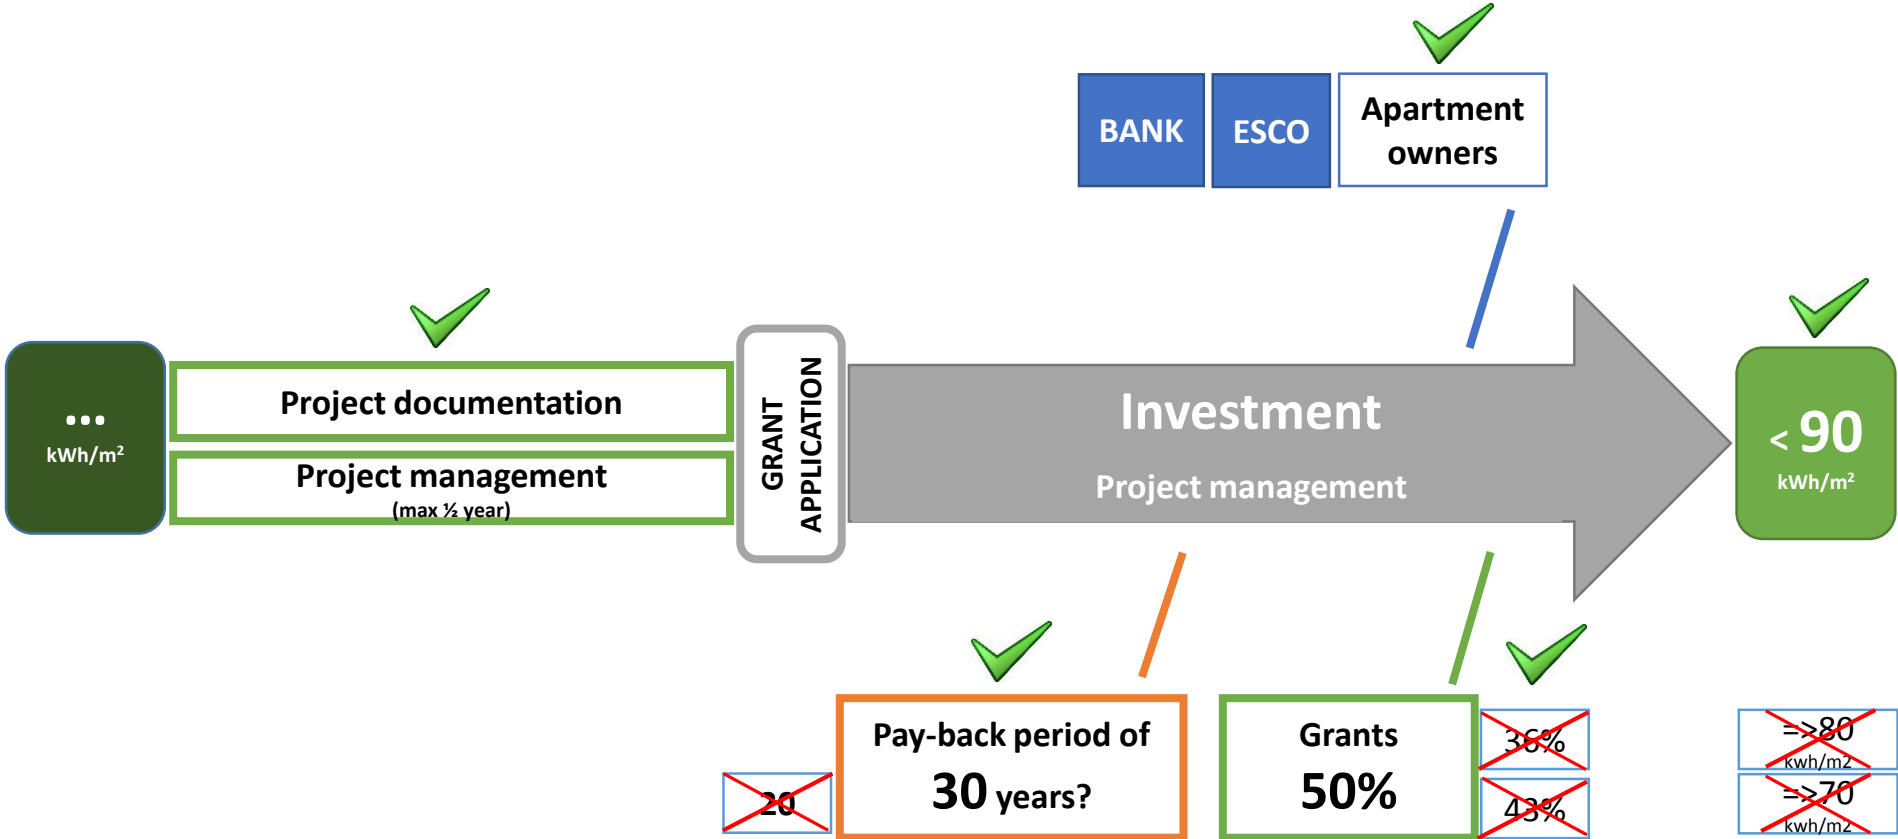 BANK
ESCO
Apartment
owners
...
kWh/m²
Project documentation
Project management
(max ½ year)
GRANT
APPLICATION
Investment
Project management
< 90
kWh/m²
20
Pay-back period of
30 years?
Grants
50%
36%
43%
=>80
kwh/m2
=>70
kwh/m2